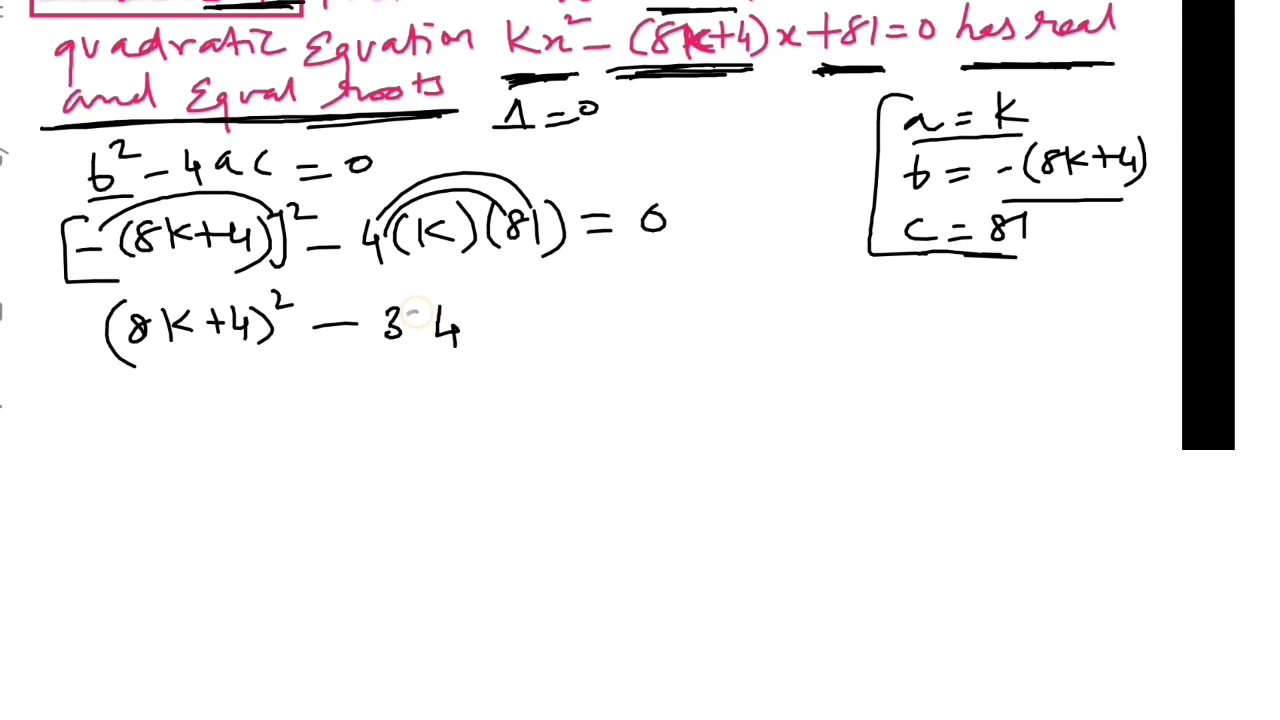 quadratic Equation Kx² - (8K+4)x + 81 = 0 has real
and Equal roots
Δ = 0
a = K
b = -(8K+4)
c = 81
b² - 4ac = 0
[-(8K+4)]² - 4(K)(81) = 0
(8K+4)² - 3 4